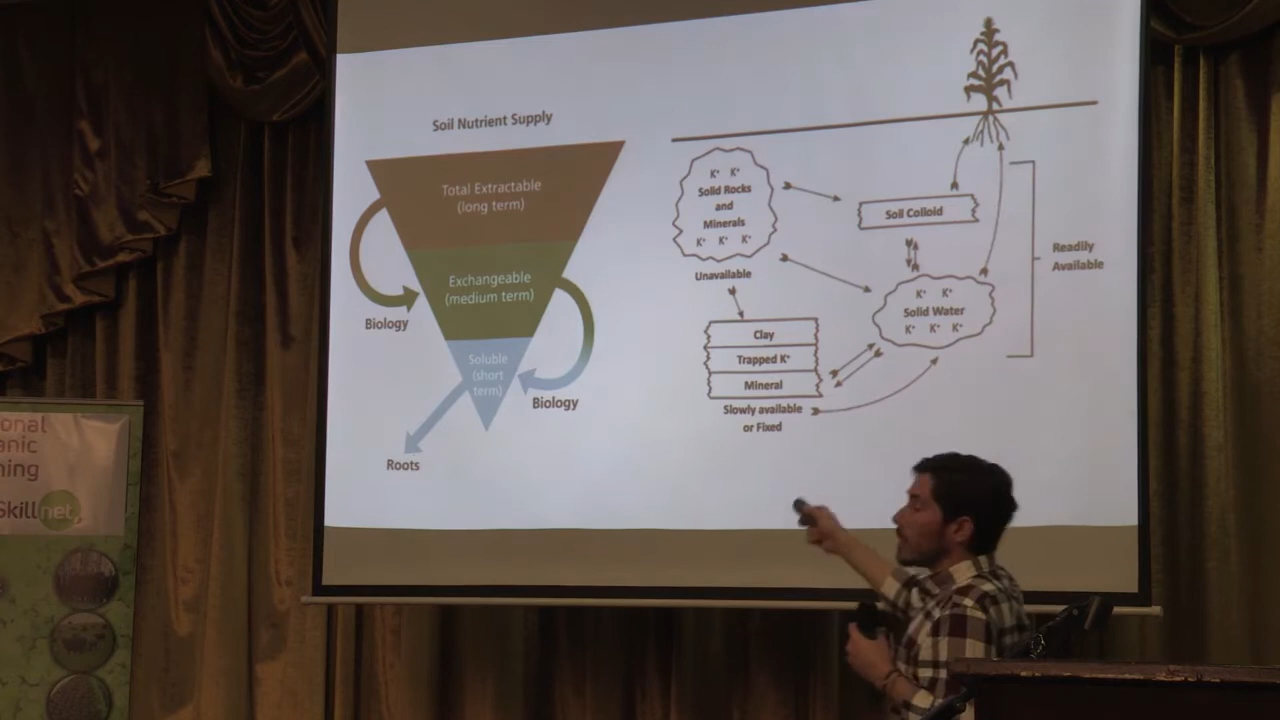 Soil Nutrient Supply
Total Extractable
(long term)
Exchangeable
(medium term)
Soluble
(short
term)
Biology
Biology
Roots
K⁺ K⁺
Solid Rocks
and
Minerals
K⁺ K⁺ K⁺
Unavailable
Soil Colloid
Readily
Available
K⁺ K⁺
Solid Water
K⁺ K⁺ K⁺
Clay
Trapped K⁺
Mineral
Slowly available
or Fixed
onal
anic
ning
Skillnet